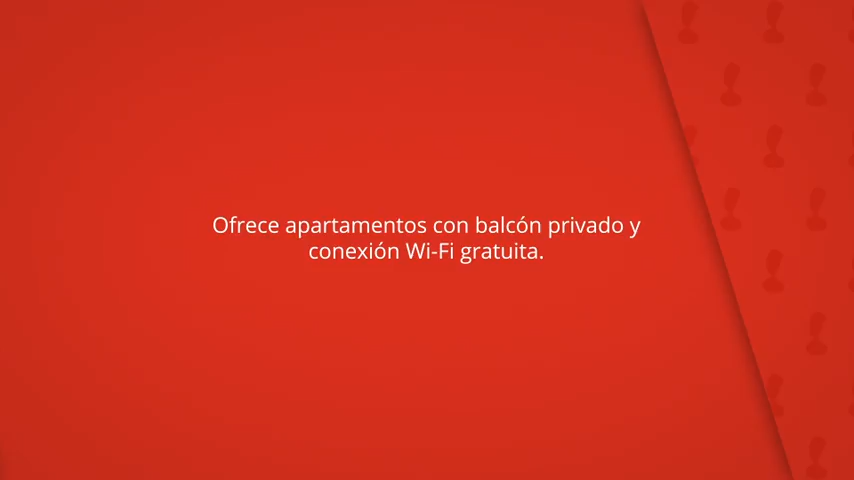 Ofrece apartamentos con balcón privado y
conexión Wi-Fi gratuita.